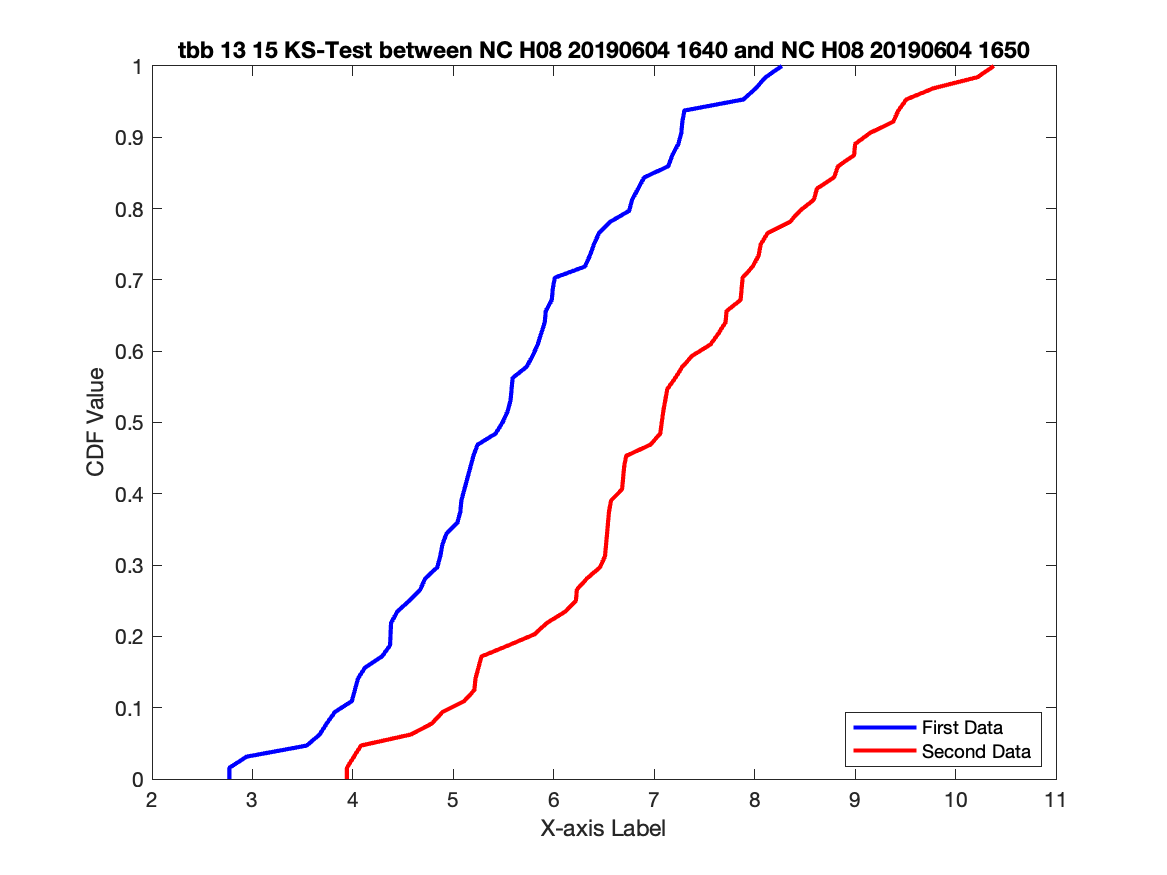 tbb 13 15 KS-Test between NC H08 20190604 1640 and NC H08 20190604 1650
1
0.9
0.8
0.7
0.6
0.5
0.4
0.3
0.2
0.1
0
CDF Value
First Data
Second Data
2 3 4 5 6 7 8 9 10 11
X-axis Label